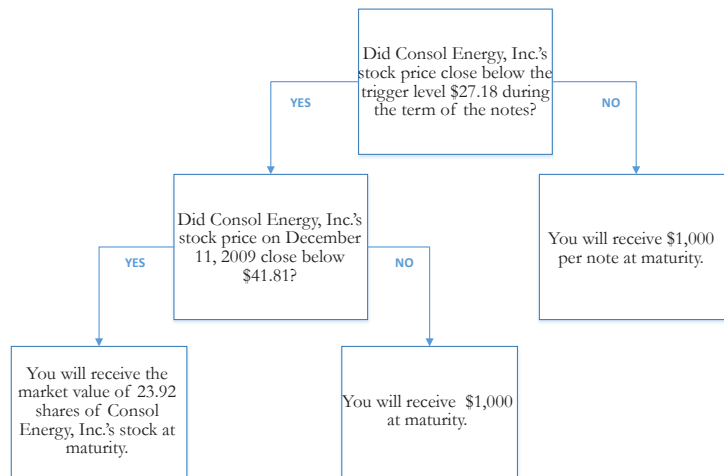 Did Consol Energy, Inc.'s
stock price close below the
trigger level $27.18 during
the term of the notes?
YES
NO
Did Consol Energy, Inc.'s
stock price on December
11, 2009 close below
$41.81?
You will receive $1,000
per note at maturity.
YES
NO
You will receive the
market value of 23.92
shares of Consol
Energy, Inc.'s stock at
maturity.
You will receive $1,000
at maturity.